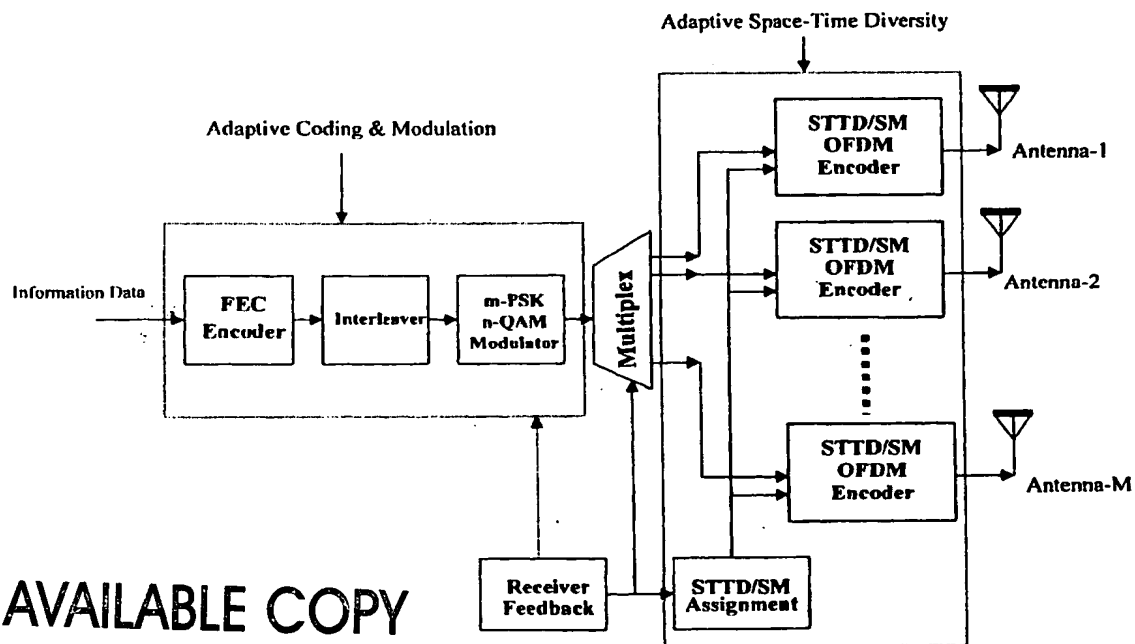 Adaptive Space-Time Diversity
Adaptive Coding & Modulation
Information Data
FEC
Encoder
Interleaver
m-PSK
n-QAM
Modulator
Multiplex
STTD/SM
OFDM
Encoder
Antenna-1
STTD/SM
OFDM
Encoder
Antenna-2
STTD/SM
OFDM
Encoder
Antenna-M
Receiver
Feedback
STTD/SM
Assignment
AVAILABLE COPY